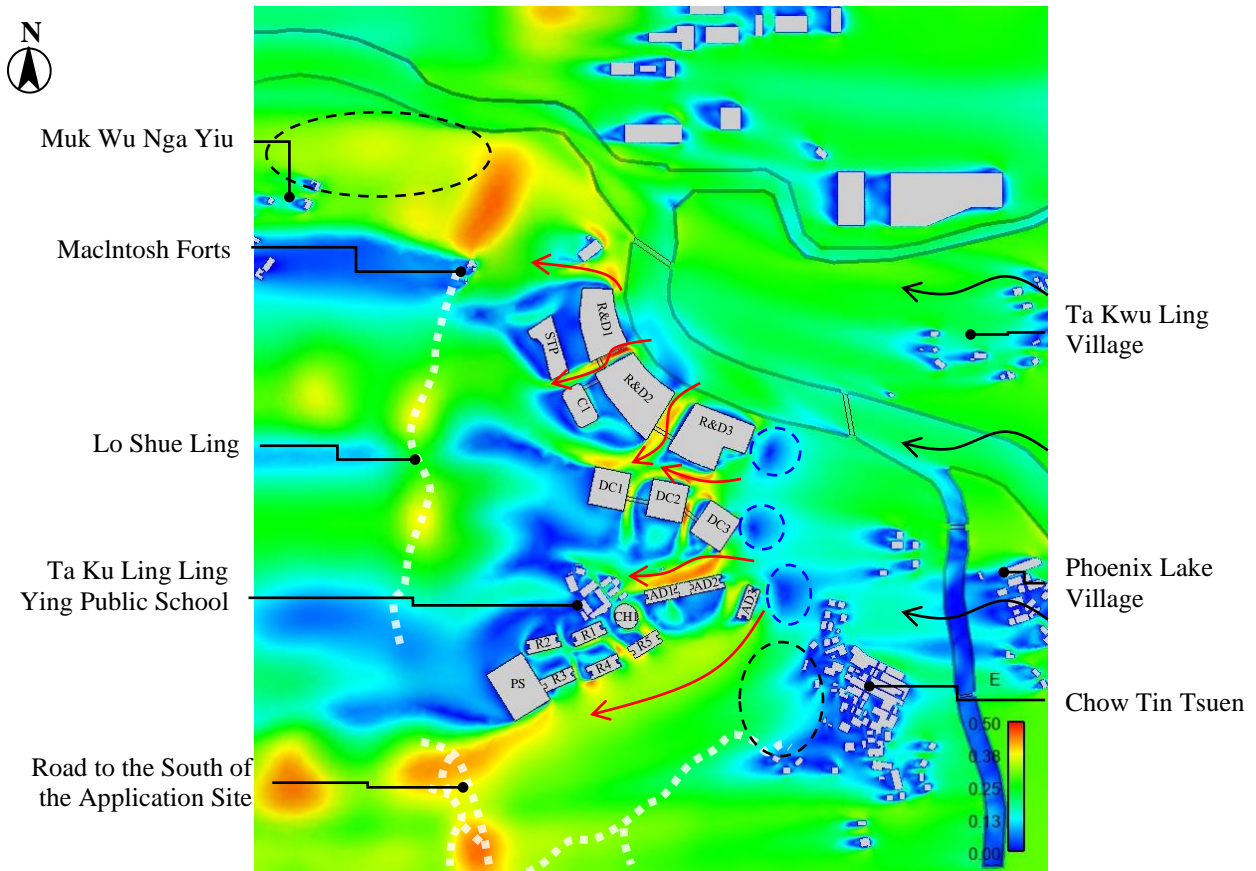 N
Muk Wu Nga Yiu
MacIntosh Forts
Lo Shue Ling
Ta Ku Ling Ling
Ying Public School
Road to the South of
the Application Site
R&D1
STP
R&D2
C1
R&D3
DC1
DC2
DC3
AD1
AD2
AD3
CH1
R1
R2
R5
R4
R3
PS
Ta Kwu Ling
Village
Phoenix Lake
Village
Chow Tin Tsuen
E
0.50
0.38
0.25
0.13
0.00